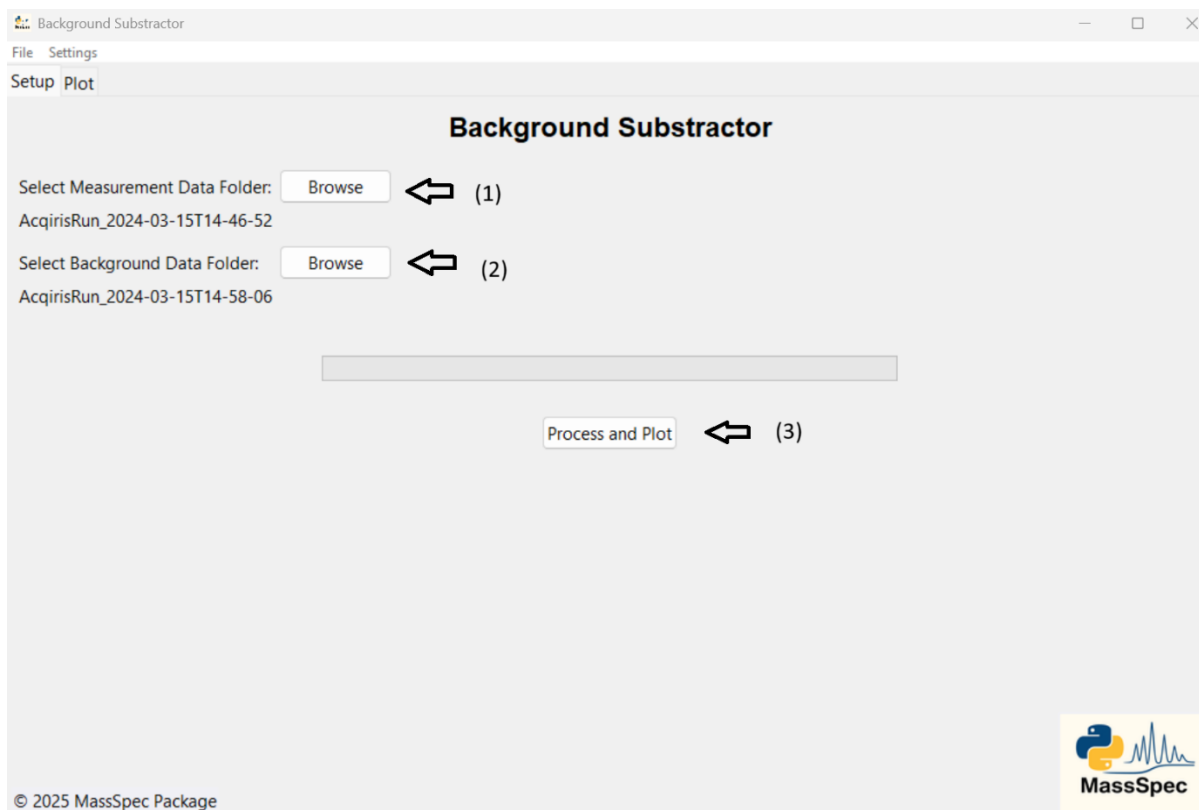 Background Substractor
File Settings
Setup Plot
Background Substractor
Select Measurement Data Folder: Browse (1)
AcqirisRun_2024-03-15T14-46-52
Select Background Data Folder: Browse (2)
AcqirisRun_2024-03-15T14-58-06
Process and Plot (3)
MassSpec
© 2025 MassSpec Package